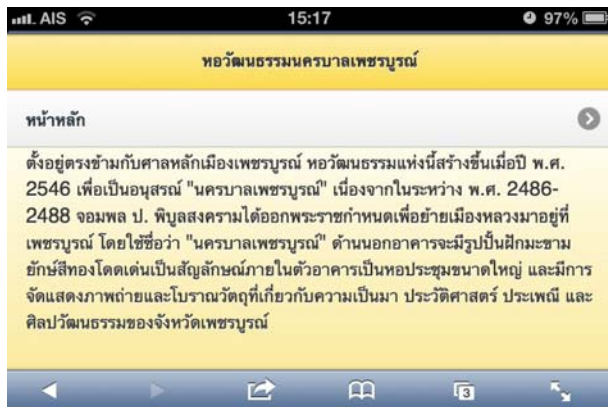 AIS 15:17 97%
หอวัฒนธรรมนครบาลเพชรบูรณ์
หน้าหลัก
ตั้งอยู่ตรงข้ามกับศาลหลักเมืองเพชรบูรณ์ หอวัฒนธรรมแห่งนี้สร้างขึ้นเมื่อปี พ.ศ.
2546 เพื่อเป็นอนุสรณ์ "นครบาลเพชรบูรณ์" เนื่องจากในระหว่าง พ.ศ. 2486-
2488 จอมพล ป. พิบูลสงครามได้ออกพระราชกำหนดเพื่อย้ายเมืองหลวงมาอยู่ที่
เพชรบูรณ์ โดยใช้ชื่อว่า "นครบาลเพชรบูรณ์" ด้านนอกอาคารจะมีรูปปั้นฝักมะขาม
ยักษ์สีทองโดดเด่นเป็นสัญลักษณ์ภายในตัวอาคารเป็นหอประชุมขนาดใหญ่ และมีการ
จัดแสดงภาพถ่ายและโบราณวัตถุที่เกี่ยวกับความเป็นมา ประวัติศาสตร์ ประเพณี และ
ศิลปวัฒนธรรมของจังหวัดเพชรบูรณ์
3